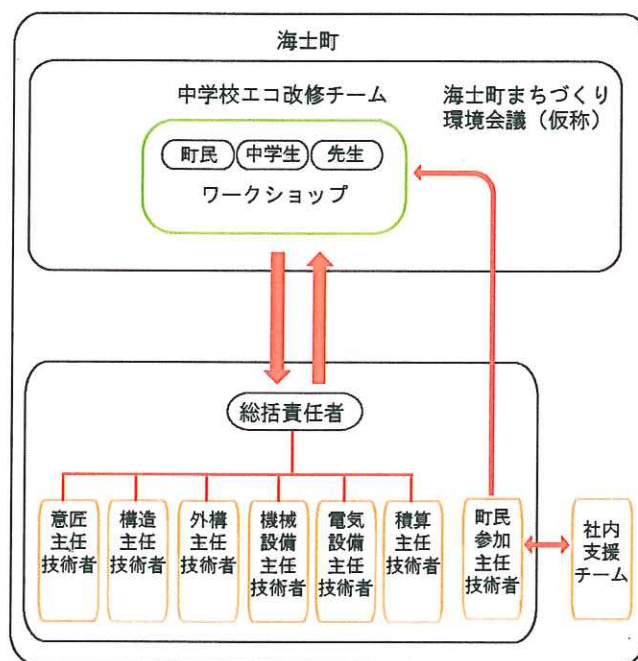 海士町
中学校エコ改修チーム
海士町まちづくり
環境会議（仮称）
町民
中学生
先生
ワークショップ
総括責任者
意匠
主任
技術者
構造
主任
技術者
外構
主任
技術者
機械
設備
主任
技術者
電気
設備
主任
技術者
積算
主任
技術者
町民
参加
主任
技術者
社内
支援
チーム